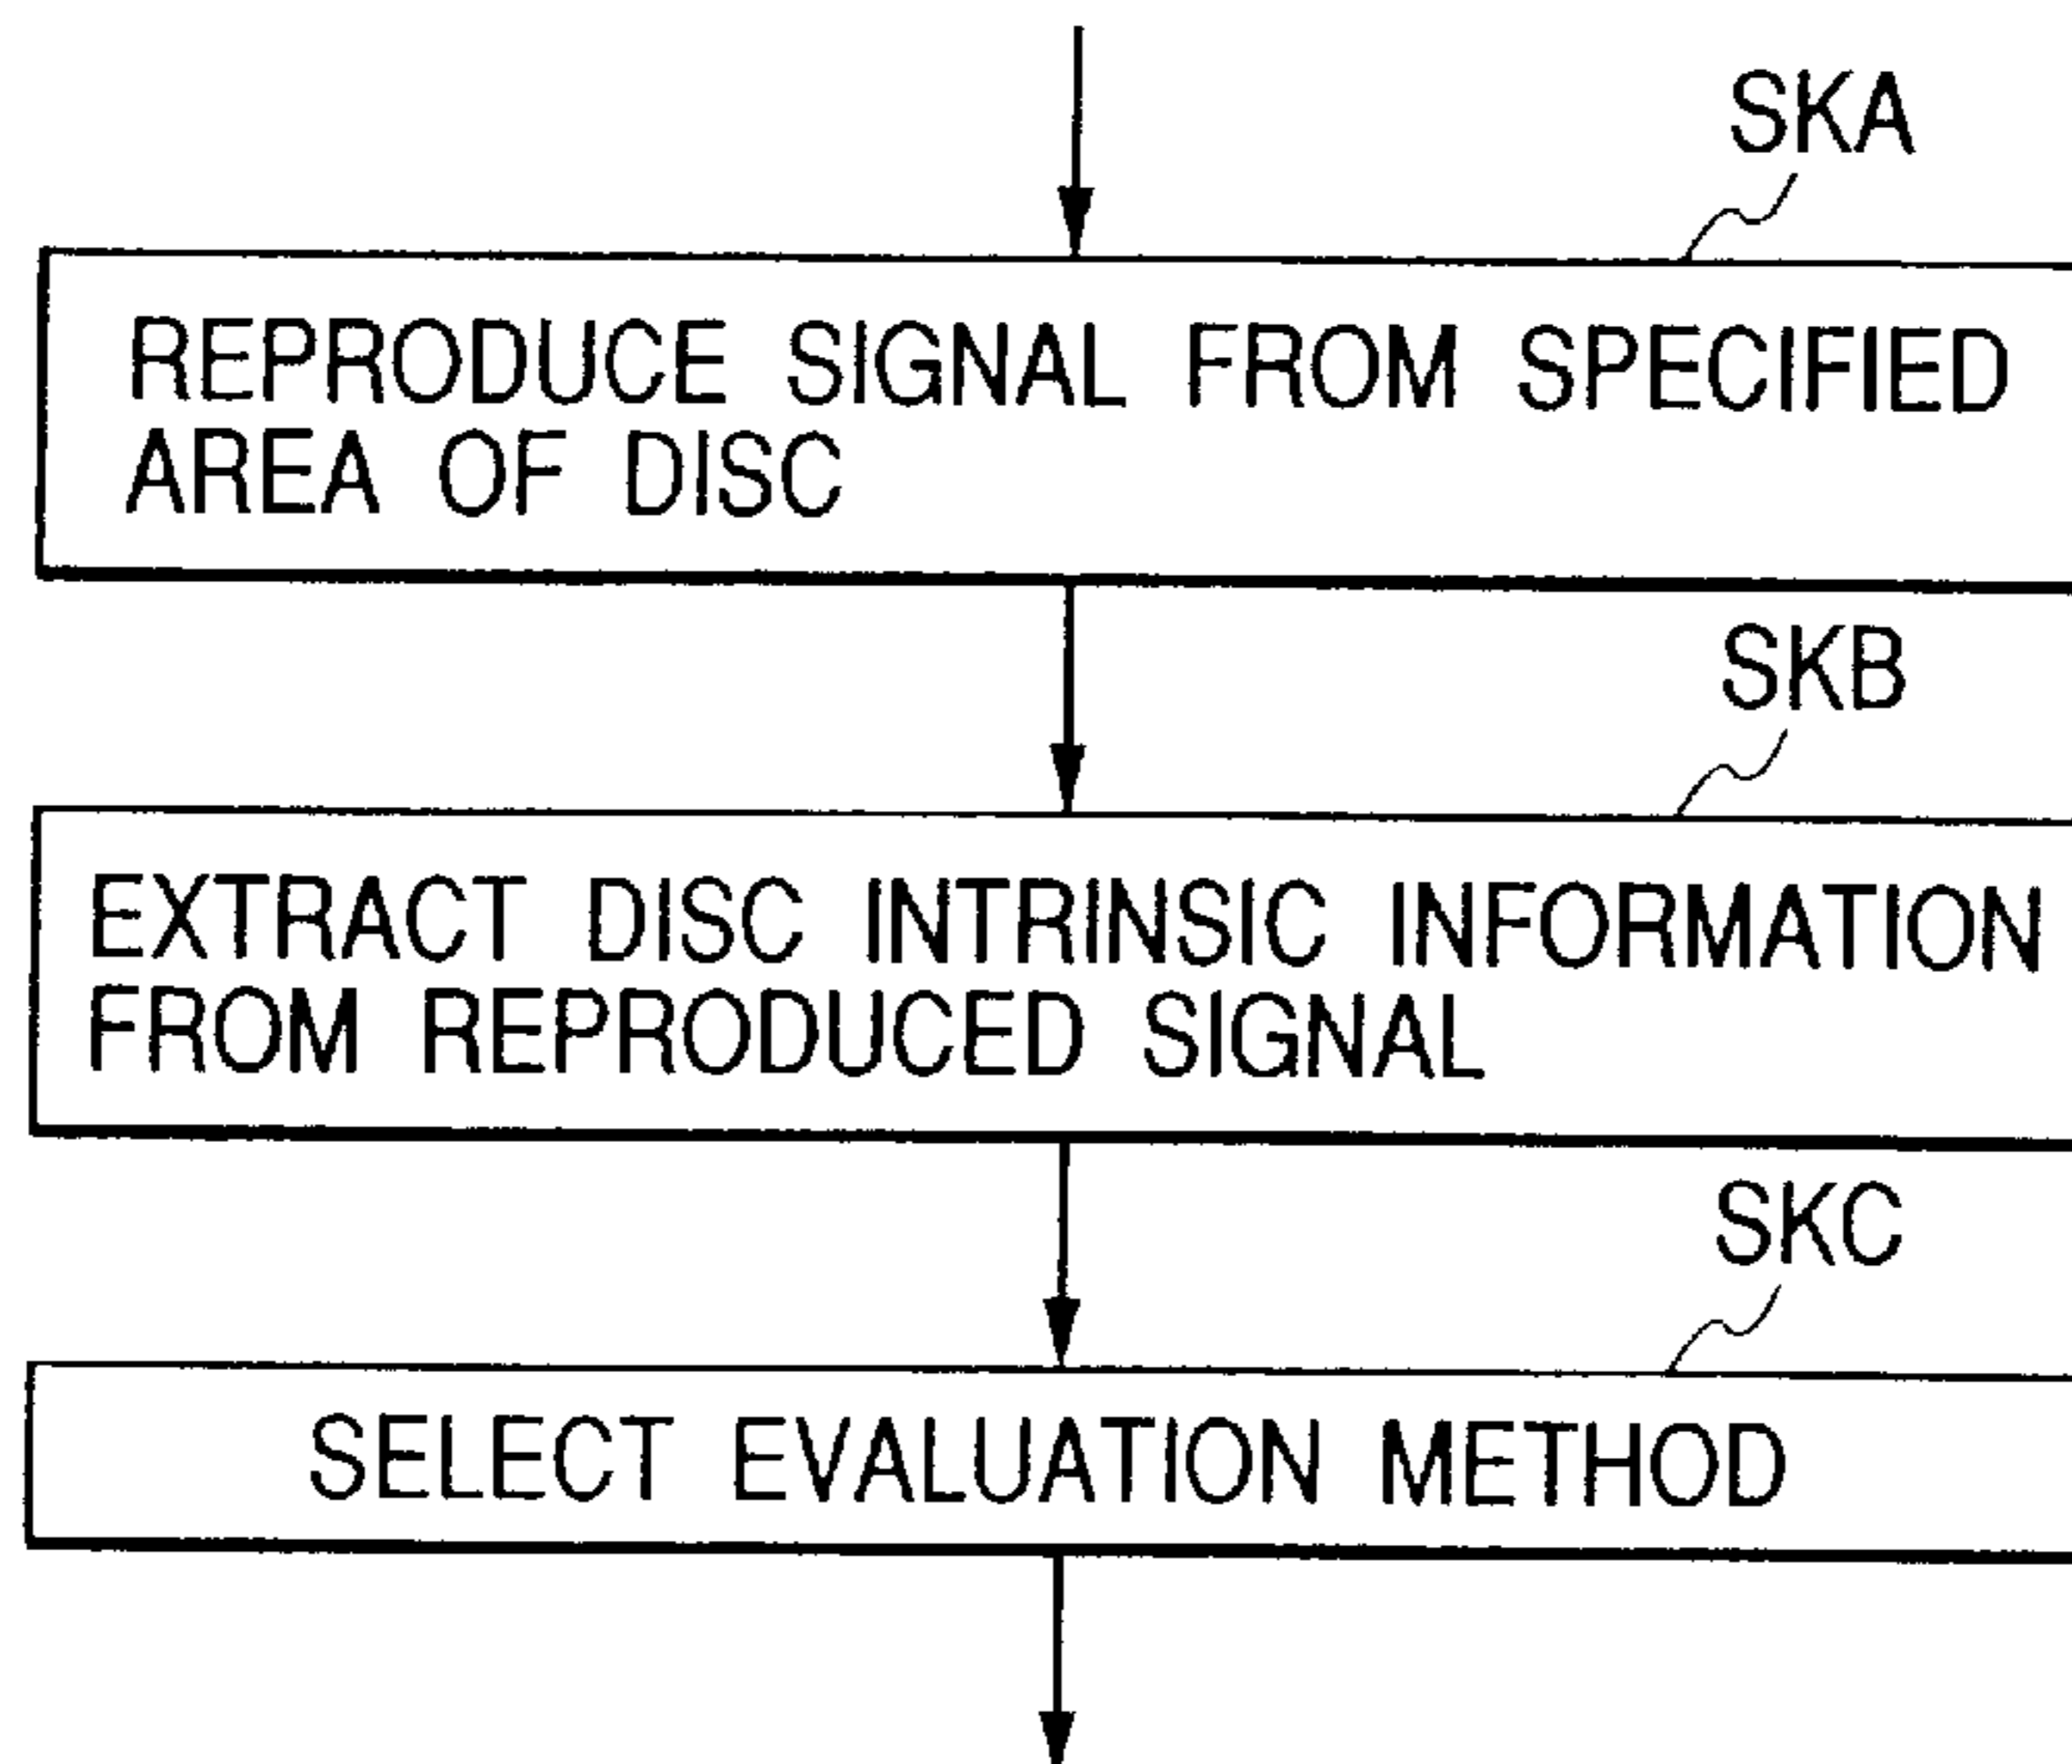 SKA
REPRODUCE SIGNAL FROM SPECIFIED
AREA OF DISC
SKB
EXTRACT DISC INTRINSIC INFORMATION
FROM REPRODUCED SIGNAL
SKC
SELECT EVALUATION METHOD